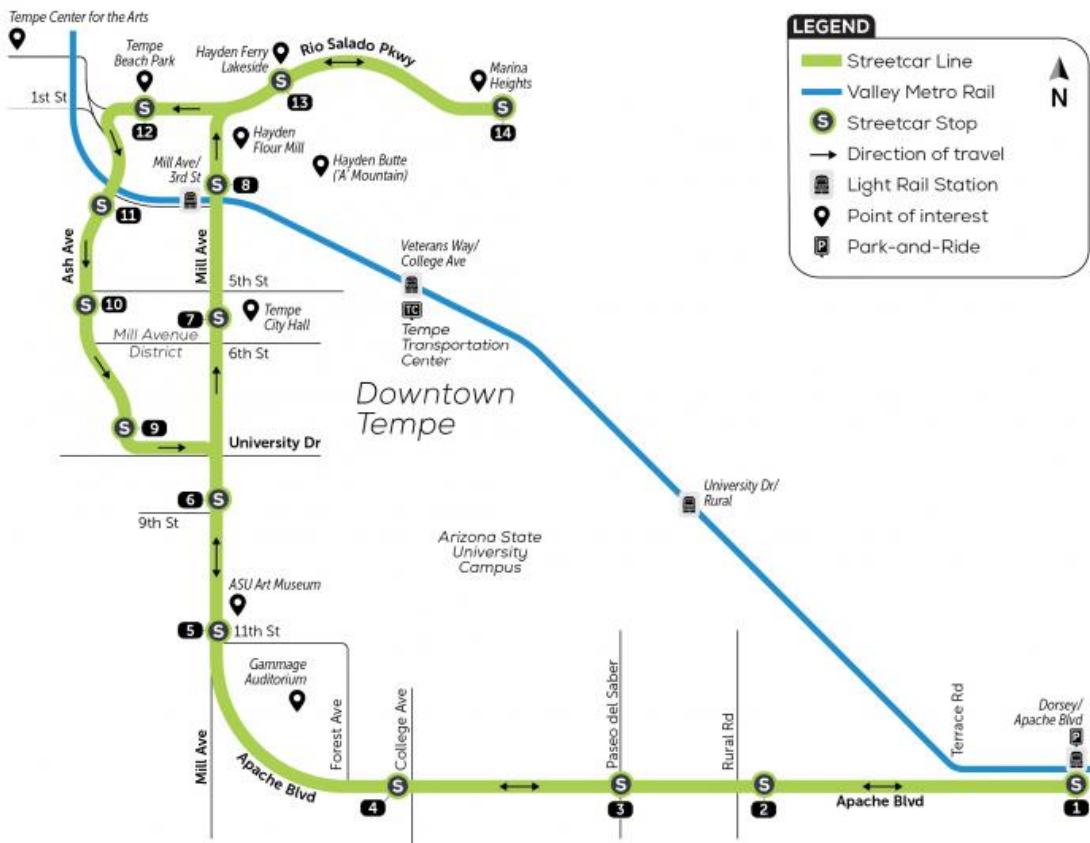 Tempe Center for the Arts
Tempe
Beach Park
Hayden Ferry
Lakeside
Rio Salado Pkwy
Marina
Heights
1st St
S
12
S
13
S
14
Hayden
Flour Mill
Hayden Butte
('A' Mountain)
Mill Ave/
3rd St
S
8
S
11
Ash Ave
Mill Ave
Veterans Way/
College Ave
TC
Tempe
Transportation
Center
5th St
S
10
7
S
Tempe
City Hall
Mill Avenue
District
6th St
Downtown
Tempe
S
9
University Dr
6
S
9th St
University Dr/
Rural
Arizona State
University
Campus
ASU Art Museum
5
S
11th St
Gammage
Auditorium
Mill Ave
Apache Blvd
Forest Ave
College Ave
Paseo del Saber
Rural Rd
Terrace Rd
Dorsey/
Apache Blvd
P
S
4
S
3
S
2
Apache Blvd
S
1
LEGEND
Streetcar Line
Valley Metro Rail
S
Streetcar Stop
Direction of travel
Light Rail Station
Point of interest
P
Park-and-Ride
N